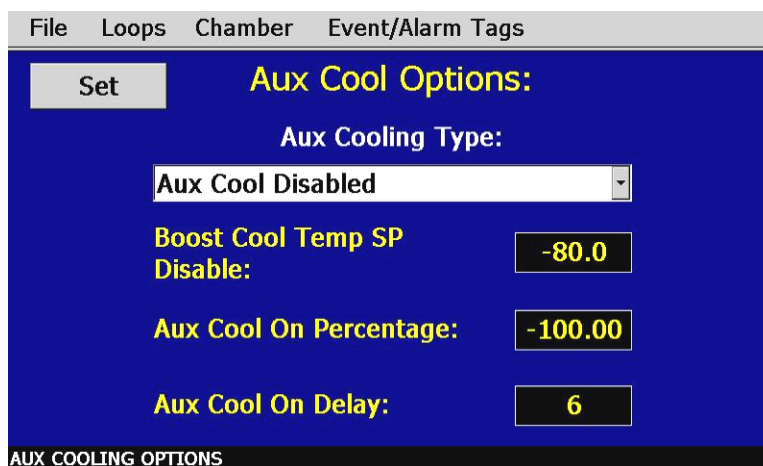 File Loops Chamber Event/Alarm Tags
Set
Aux Cool Options:
Aux Cooling Type:
Aux Cool Disabled
Boost Cool Temp SP
Disable:
-80.0
Aux Cool On Percentage:
-100.00
Aux Cool On Delay:
6
AUX COOLING OPTIONS